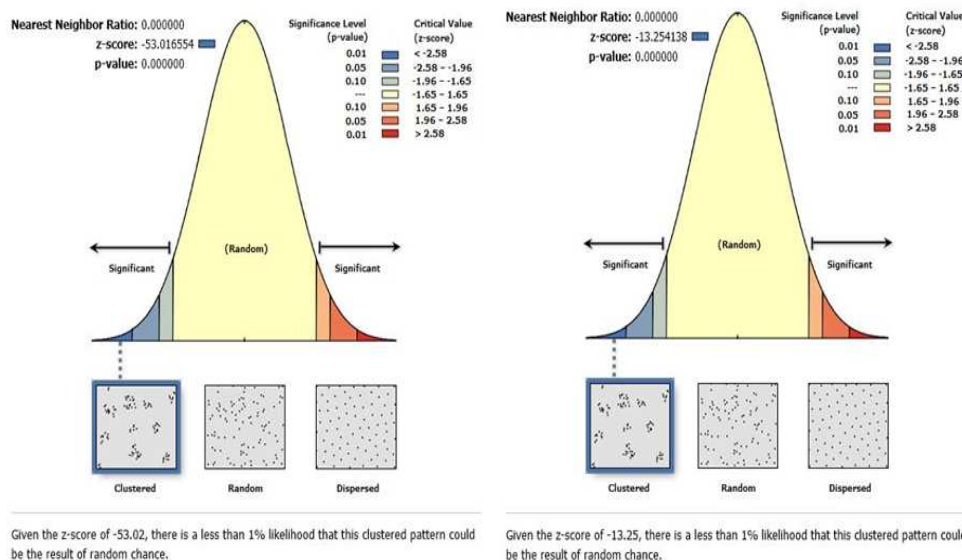 Nearest Neighbor Ratio: 0.000000
z-score: -53.016554
p-value: 0.000000
Significance Level
(p-value)
Critical Value
(z-score)
0.01 < -2.58
0.05 -2.58 – -1.96
0.10 -1.96 – -1.65
--- -1.65 – 1.65
0.10 1.65 – 1.96
0.05 1.96 – 2.58
0.01 > 2.58
Significant
(Random)
Significant
Clustered
Random
Dispersed
Given the z-score of -53.02, there is a less than 1% likelihood that this clustered pattern could
be the result of random chance.
Nearest Neighbor Ratio: 0.000000
z-score: -13.254138
p-value: 0.000000
Significance Level
(p-value)
Critical Value
(z-score)
0.01 < -2.58
0.05 -2.58 – -1.96
0.10 -1.96 – -1.65
--- -1.65 – 1.65
0.10 1.65 – 1.96
0.05 1.96 – 2.58
0.01 > 2.58
Significant
(Random)
Significant
Clustered
Random
Dispersed
Given the z-score of -13.25, there is a less than 1% likelihood that this clustered pattern could
be the result of random chance.